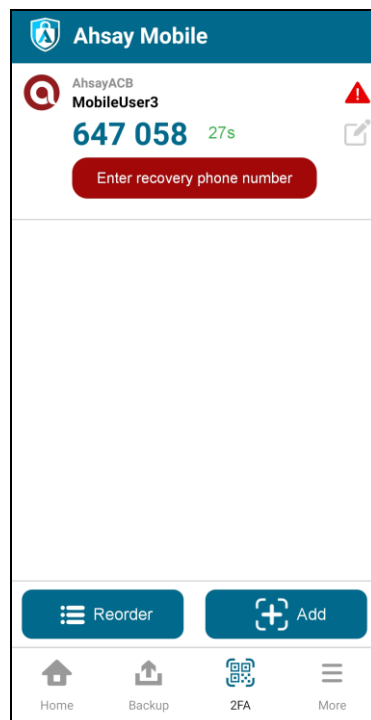 Ahsay Mobile
AhsayACB
MobileUser3
647 058 27s
Enter recovery phone number
Reorder
Add
Home
Backup
2FA
More